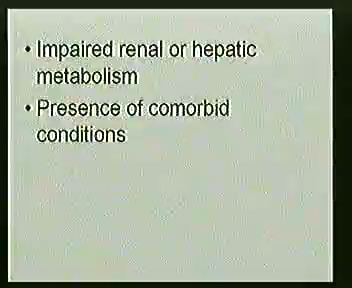 • Impaired renal or hepatic
metabolism
• Presence of comorbid
conditions